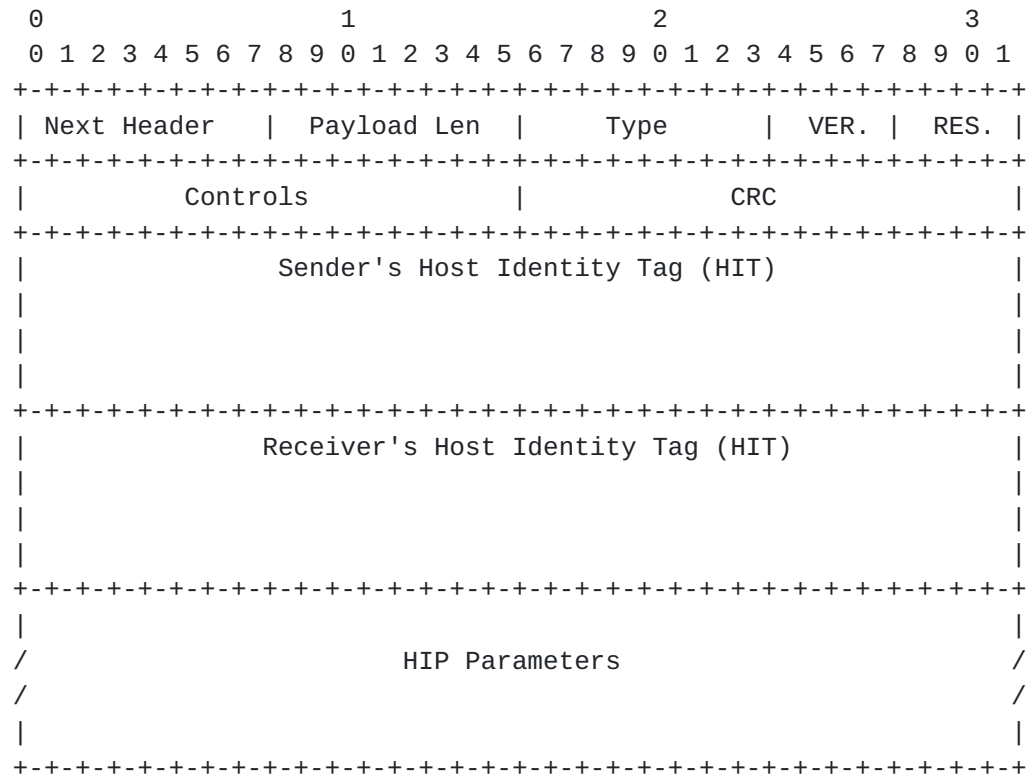 0                   1                   2                   3
 0 1 2 3 4 5 6 7 8 9 0 1 2 3 4 5 6 7 8 9 0 1 2 3 4 5 6 7 8 9 0 1
+-+-+-+-+-+-+-+-+-+-+-+-+-+-+-+-+-+-+-+-+-+-+-+-+-+-+-+-+-+-+-+-+
| Next Header   |  Payload Len  |     Type      |  VER. |  RES. |
+-+-+-+-+-+-+-+-+-+-+-+-+-+-+-+-+-+-+-+-+-+-+-+-+-+-+-+-+-+-+-+-+
|          Controls             |             CRC               |
+-+-+-+-+-+-+-+-+-+-+-+-+-+-+-+-+-+-+-+-+-+-+-+-+-+-+-+-+-+-+-+-+
|                Sender's Host Identity Tag (HIT)               |
|                                                               |
|                                                               |
|                                                               |
+-+-+-+-+-+-+-+-+-+-+-+-+-+-+-+-+-+-+-+-+-+-+-+-+-+-+-+-+-+-+-+-+
|               Receiver's Host Identity Tag (HIT)              |
|                                                               |
|                                                               |
|                                                               |
+-+-+-+-+-+-+-+-+-+-+-+-+-+-+-+-+-+-+-+-+-+-+-+-+-+-+-+-+-+-+-+-+
|                                                               |
/                        HIP Parameters                         /
/                                                               /
|                                                               |
+-+-+-+-+-+-+-+-+-+-+-+-+-+-+-+-+-+-+-+-+-+-+-+-+-+-+-+-+-+-+-+-+